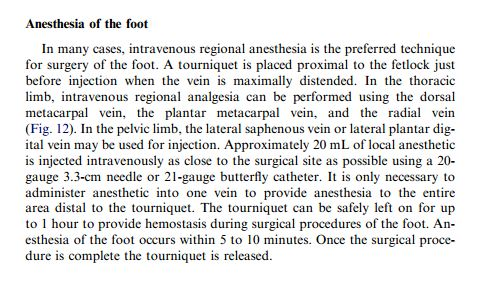 Anesthesia of the foot
In many cases, intravenous regional anesthesia is the preferred technique
for surgery of the foot. A tourniquet is placed proximal to the fetlock just
before injection when the vein is maximally distended. In the thoracic
limb, intravenous regional analgesia can be performed using the dorsal
metacarpal vein, the plantar metacarpal vein, and the radial vein
(Fig. 12). In the pelvic limb, the lateral saphenous vein or lateral plantar dig-
ital vein may be used for injection. Approximately 20 mL of local anesthetic
is injected intravenously as close to the surgical site as possible using a 20-
gauge 3.3-cm needle or 21-gauge butterfly catheter. It is only necessary to
administer anesthetic into one vein to provide anesthesia to the entire
area distal to the tourniquet. The tourniquet can be safely left on for up
to 1 hour to provide hemostasis during surgical procedures of the foot. An-
esthesia of the foot occurs within 5 to 10 minutes. Once the surgical proce-
dure is complete the tourniquet is released.